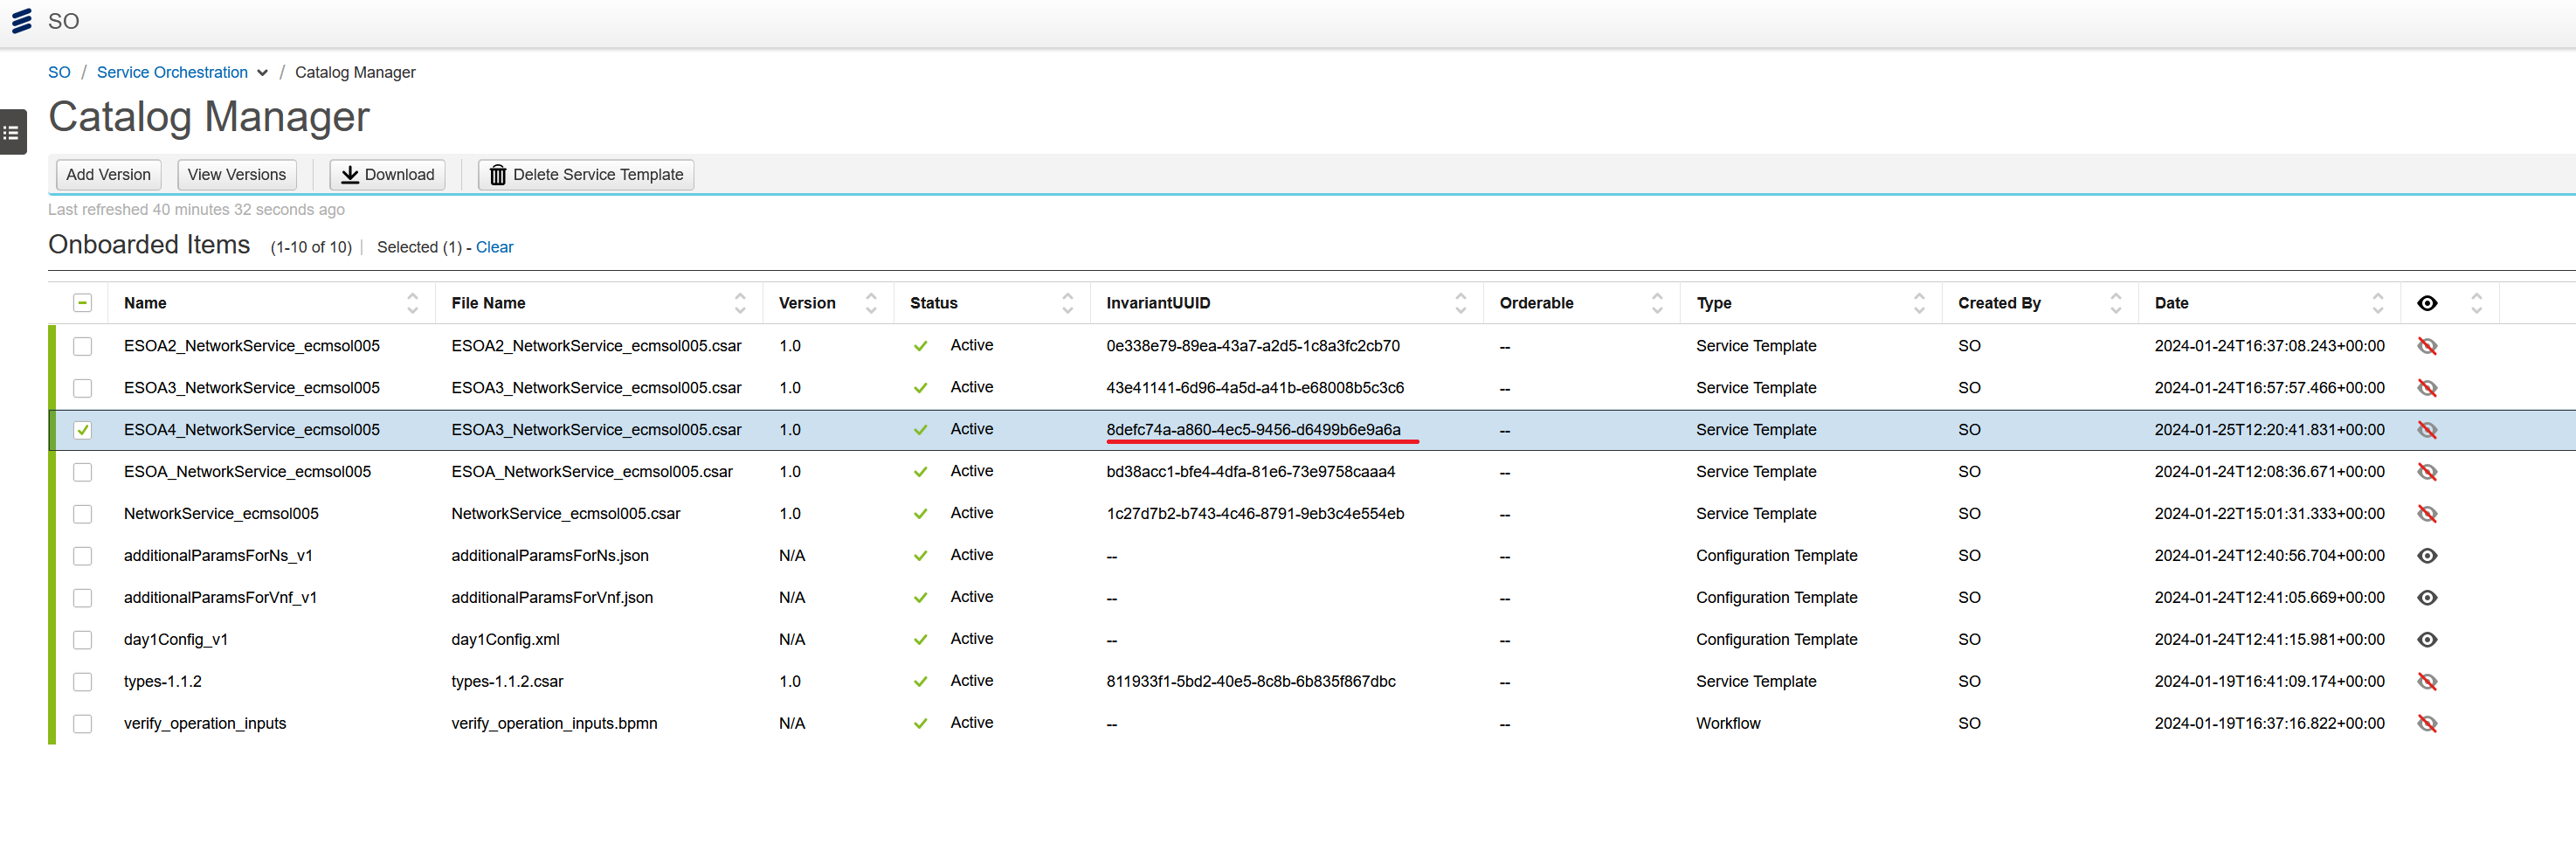 SO
SO / Service Orchestration / Catalog Manager
Catalog Manager
Add Version View Versions Download Delete Service Template
Last refreshed 40 minutes 32 seconds ago
Onboarded Items (1-10 of 10) | Selected (1) - Clear
Name File Name Version Status InvariantUUID Orderable Type Created By Date
ESOA2_NetworkService_ecmsol005 ESOA2_NetworkService_ecmsol005.csar 1.0 Active 0e338e79-89ea-43a7-a2d5-1c8a3fc2cb70 -- Service Template SO 2024-01-24T16:37:08.243+00:00
ESOA3_NetworkService_ecmsol005 ESOA3_NetworkService_ecmsol005.csar 1.0 Active 43e41141-6d96-4a5d-a41b-e68008b5c3c6 -- Service Template SO 2024-01-24T16:57:57.466+00:00
ESOA4_NetworkService_ecmsol005 ESOA3_NetworkService_ecmsol005.csar 1.0 Active 8defc74a-a860-4ec5-9456-d6499b6e9a6a -- Service Template SO 2024-01-25T12:20:41.831+00:00
ESOA_NetworkService_ecmsol005 ESOA_NetworkService_ecmsol005.csar 1.0 Active bd38acc1-bfe4-4dfa-81e6-73e9758caaa4 -- Service Template SO 2024-01-24T12:08:36.671+00:00
NetworkService_ecmsol005 NetworkService_ecmsol005.csar 1.0 Active 1c27d7b2-b743-4c46-8791-9eb3c4e554eb -- Service Template SO 2024-01-22T15:01:31.333+00:00
additionalParamsForNs_v1 additionalParamsForNs.json N/A Active -- -- Configuration Template SO 2024-01-24T12:40:56.704+00:00
additionalParamsForVnf_v1 additionalParamsForVnf.json N/A Active -- -- Configuration Template SO 2024-01-24T12:41:05.669+00:00
day1Config_v1 day1Config.xml N/A Active -- -- Configuration Template SO 2024-01-24T12:41:15.981+00:00
types-1.1.2 types-1.1.2.csar 1.0 Active 811933f1-5bd2-40e5-8c8b-6b835f867dbc -- Service Template SO 2024-01-19T16:41:09.174+00:00
verify_operation_inputs verify_operation_inputs.bpmn N/A Active -- -- Workflow SO 2024-01-19T16:37:16.822+00:00